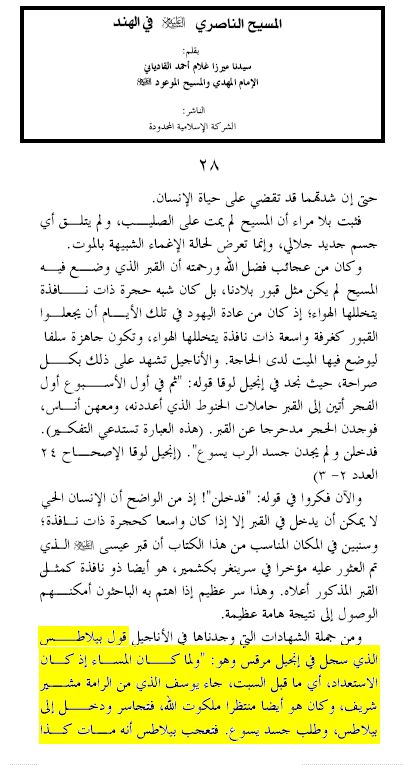 المسيح الناصري ﷺ في الهند
بقلم:
سيدنا ميرزا غلام أحمد القادياني
الإمام المهدي والمسيح الموعود
الناشر:
الشركة الإسلامية المحدودة
٢٨
حتى إن شدتهما قد تقضي على حياة الإنسان.
فثبت بلا مراء أن المسيح لم يمت على الصليب، ولم يتلق أي
جسم جديد جلالي، وإنما تعرض لحالة الإغماء الشبيهة بالموت.
وكان من عجائب فضل الله ورحمته أن القبر الذي وضع فيه
المسيح لم يكن مثل قبور بلادنا، بل كان شبه حجرة ذات نافذة
يتخللها الهواء؛ إذ كان من عادة اليهود في تلك الأيام أن يجعلوا
القبور كغرفة واسعة ذات نافذة يتخللها الهواء، وتكون جاهزة سلفا
ليوضع فيها الميت لدى الحاجة. والأناجيل تشهد على ذلك بكل
صراحة، حيث نجد في إنجيل لوقا قوله: "ثم في أول الأسبوع أول
الفجر أتين إلى القبر حاملات الحنوط الذي أعددنه، ومعهن أناس،
فوجدن الحجر مدحرجا عن القبر. (هذه العبارة تستدعي التفكير).
فدخلن ولم يجدن جسد الرب يسوع". (إنجيل لوقا الإصحاح ٢٤
العدد ٢- ٣)
والآن فكروا في قوله: "فدخلن"! إذ من الواضح أن الإنسان الحي
لا يمكن أن يدخل في القبر إلا إذا كان واسعا كحجرة ذات نافذة؛
وسنبين في المكان المناسب من هذا الكتاب أن قبر عيسى الذي
تم العثور عليه مؤخرا في سرينغر بكشمير، هو أيضا ذو نافذة كمثل
القبر المذكور أعلاه. وهذا سر عظيم إذا اهتم به الباحثون أمكنهم
الوصول إلى نتيجة هامة عظيمة.
ومن جملة الشهادات التي وجدناها في الأناجيل قول بيلاطس
الذي سجل في إنجيل مرقس وهو: "ولما كان المساء إذ كان
الاستعداد، أي ما قبل السبت، جاء يوسف الذي من الرامة مشير
شريف، وكان هو أيضا منتظرا ملكوت الله، فتجاسر ودخل إلى
بيلاطس، وطلب جسد يسوع. فتعجب بيلاطس أنه مات كذا